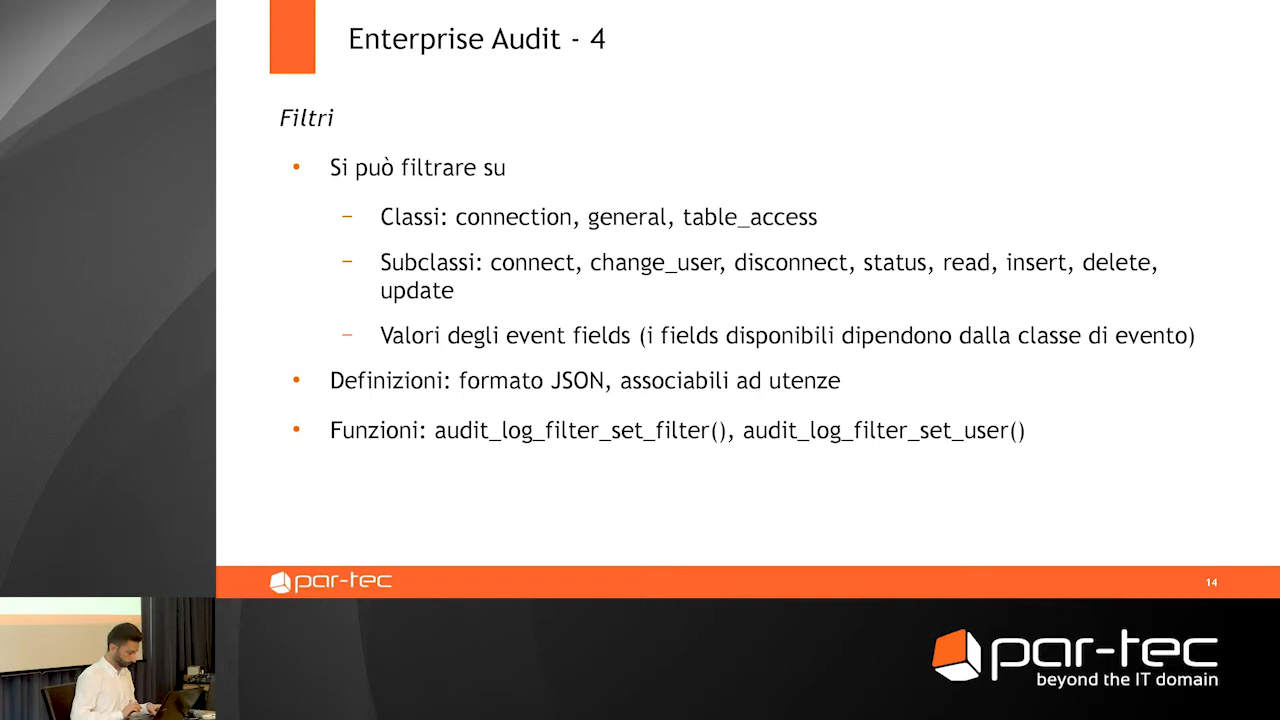 Enterprise Audit - 4
Filtri
• Si può filtrare su
– Classi: connection, general, table_access
– Subclassi: connect, change_user, disconnect, status, read, insert, delete,
update
– Valori degli event fields (i fields disponibili dipendono dalla classe di evento)
• Definizioni: formato JSON, associabili ad utenze
• Funzioni: audit_log_filter_set_filter(), audit_log_filter_set_user()
par-tec
14
par-tec
beyond the IT domain